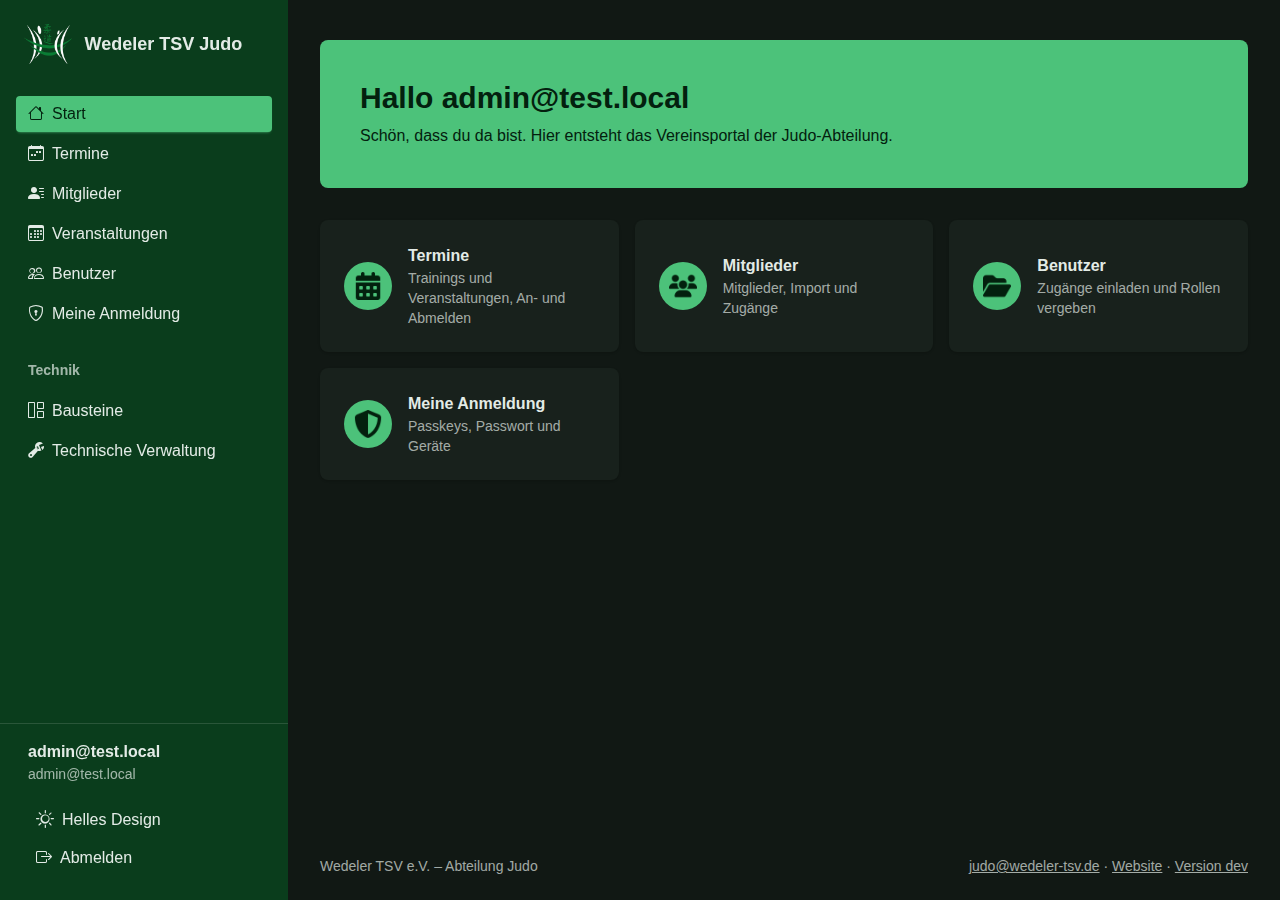 Wedeler TSV Judo
Start
Termine
Mitglieder
Veranstaltungen
Benutzer
Meine Anmeldung
Technik
Bausteine
Technische Verwaltung
admin@test.local
admin@test.local
Helles Design
Abmelden
Hallo admin@test.local
Schön, dass du da bist. Hier entsteht das Vereinsportal der Judo-Abteilung.
Termine
Trainings und
Veranstaltungen, An- und
Abmelden
Mitglieder
Mitglieder, Import und
Zugänge
Benutzer
Zugänge einladen und Rollen
vergeben
Meine Anmeldung
Passkeys, Passwort und
Geräte
Wedeler TSV e.V. – Abteilung Judo
judo@wedeler-tsv.de · Website · Version dev